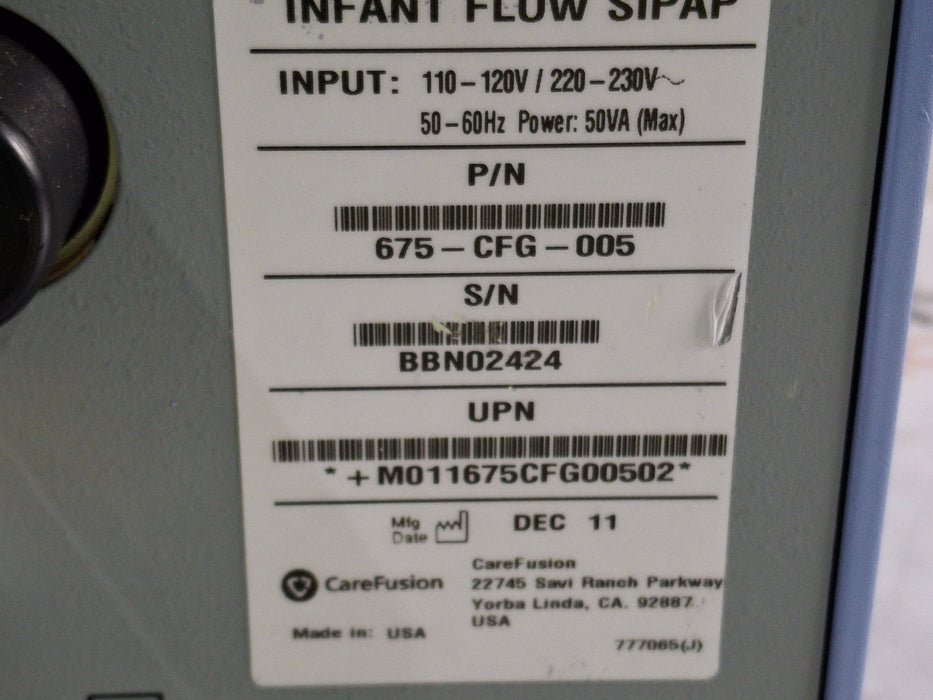 INFANT FLOW SIPAP
INPUT: 110-120V / 220-230V~
50-60Hz Power: 50VA (Max)
P/N
675-CFG-005
S/N
BBN02424
UPN
*+M011675CFG00502*
Mfg Date DEC 11
CareFusion
CareFusion
22745 Savi Ranch Parkway
Yorba Linda, CA. 92887
USA
Made in: USA
777065(J)